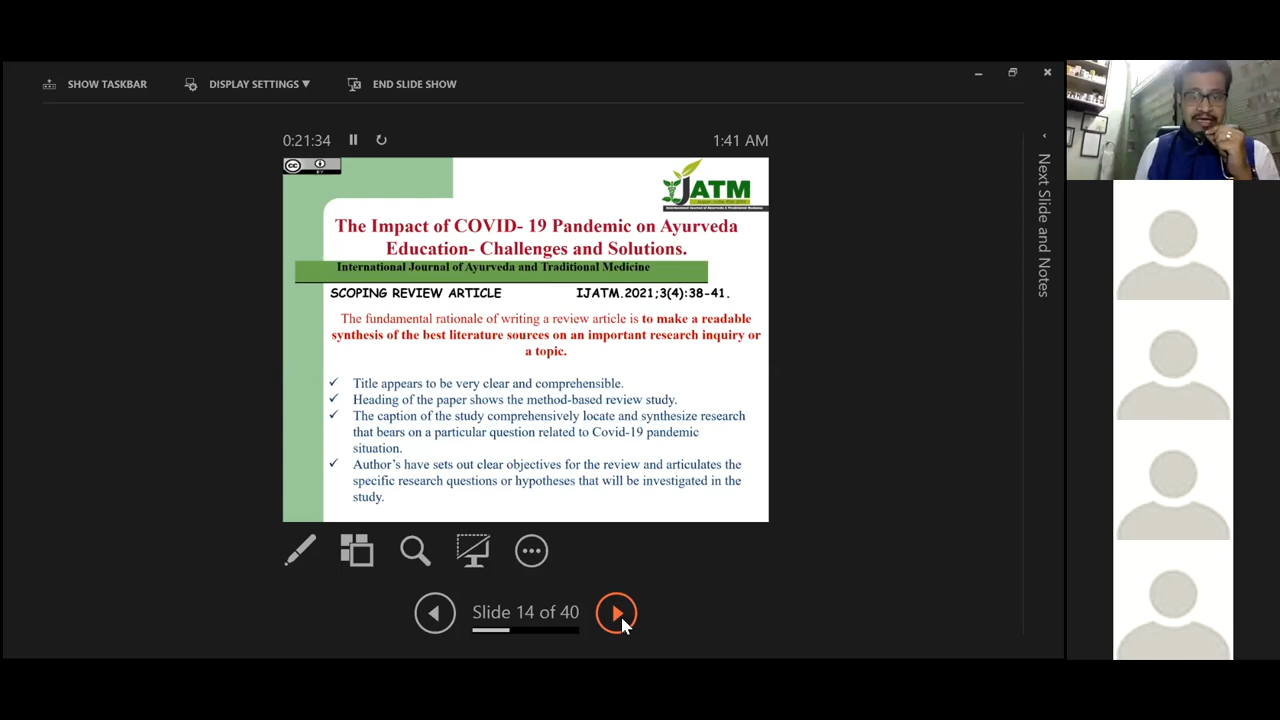 SHOW TASKBAR DISPLAY SETTINGS ▼ END SLIDE SHOW
0:21:34 1:41 AM
CC BY
IJATM
The Impact of COVID- 19 Pandemic on Ayurveda
Education- Challenges and Solutions.
International Journal of Ayurveda and Traditional Medicine
SCOPING REVIEW ARTICLE IJATM.2021;3(4):38-41.
The fundamental rationale of writing a review article is to make a readable
synthesis of the best literature sources on an important research inquiry or
a topic.
✓ Title appears to be very clear and comprehensible.
✓ Heading of the paper shows the method-based review study.
✓ The caption of the study comprehensively locate and synthesize research
that bears on a particular question related to Covid-19 pandemic
situation.
✓ Author's have sets out clear objectives for the review and articulates the
specific research questions or hypotheses that will be investigated in the
study.
Slide 14 of 40
Next Slide and Notes